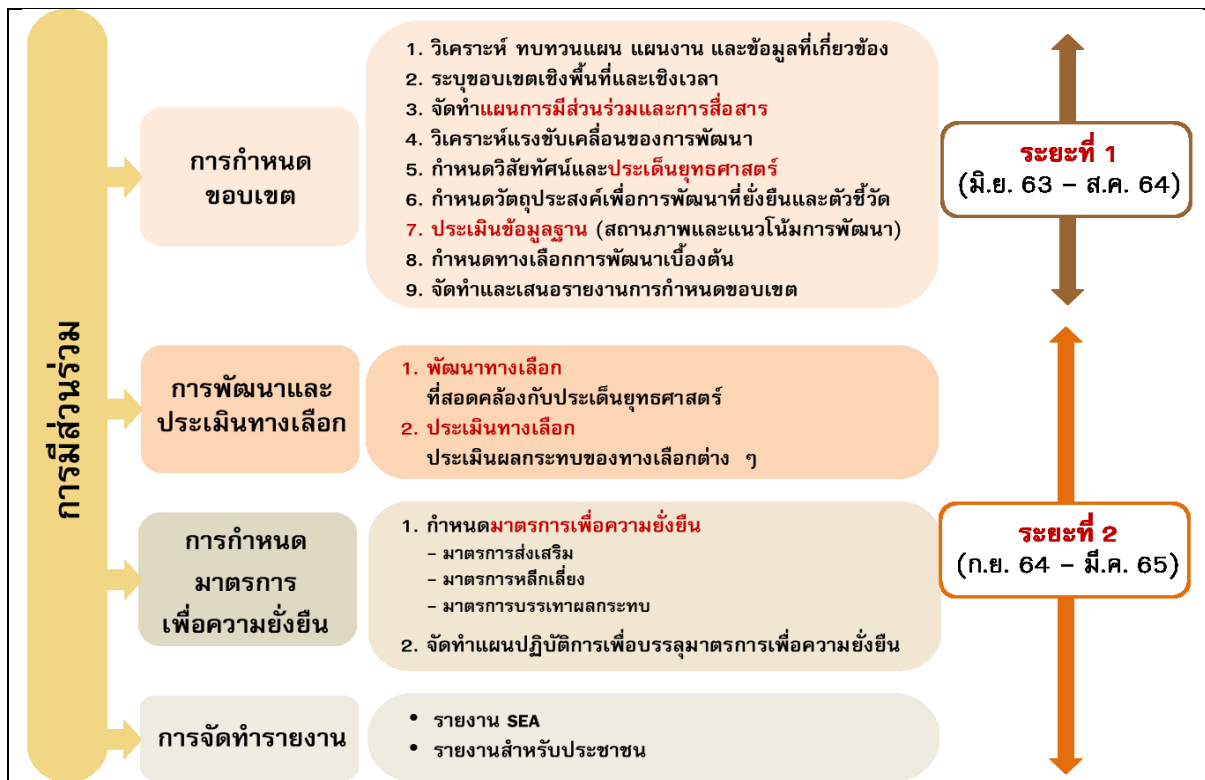 การมีส่วนร่วม
การกำหนด
ขอบเขต
1. วิเคราะห์ ทบทวนแผน แผนงาน และข้อมูลที่เกี่ยวข้อง
2. ระบุขอบเขตเชิงพื้นที่และเชิงเวลา
3. จัดทำแผนการมีส่วนร่วมและการสื่อสาร
4. วิเคราะห์แรงขับเคลื่อนของการพัฒนา
5. กำหนดวิสัยทัศน์และประเด็นยุทธศาสตร์
6. กำหนดวัตถุประสงค์เพื่อการพัฒนาที่ยั่งยืนและตัวชี้วัด
7. ประเมินข้อมูลฐาน (สถานภาพและแนวโน้มการพัฒนา)
8. กำหนดทางเลือกการพัฒนาเบื้องต้น
9. จัดทำและเสนอรายงานการกำหนดขอบเขต
ระยะที่ 1
(มิ.ย. 63 – ส.ค. 64)
การพัฒนาและ
ประเมินทางเลือก
1. พัฒนาทางเลือก
ที่สอดคล้องกับประเด็นยุทธศาสตร์
2. ประเมินทางเลือก
ประเมินผลกระทบของทางเลือกต่าง ๆ
การกำหนด
มาตรการ
เพื่อความยั่งยืน
1. กำหนดมาตรการเพื่อความยั่งยืน
– มาตรการส่งเสริม
– มาตรการหลีกเลี่ยง
– มาตรการบรรเทาผลกระทบ
2. จัดทำแผนปฏิบัติการเพื่อบรรลุมาตรการเพื่อความยั่งยืน
ระยะที่ 2
(ก.ย. 64 – มี.ค. 65)
การจัดทำรายงาน
• รายงาน SEA
• รายงานสำหรับประชาชน